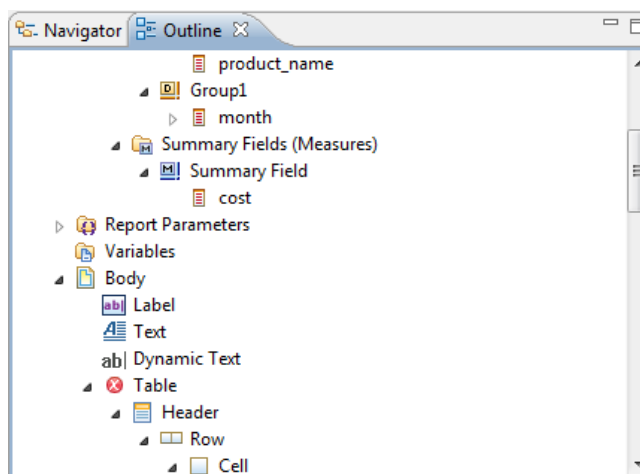 Navigator Outline
product_name
Group1
month
Summary Fields (Measures)
Summary Field
cost
Report Parameters
Variables
Body
Label
Text
ab| Dynamic Text
Table
Header
Row
Cell